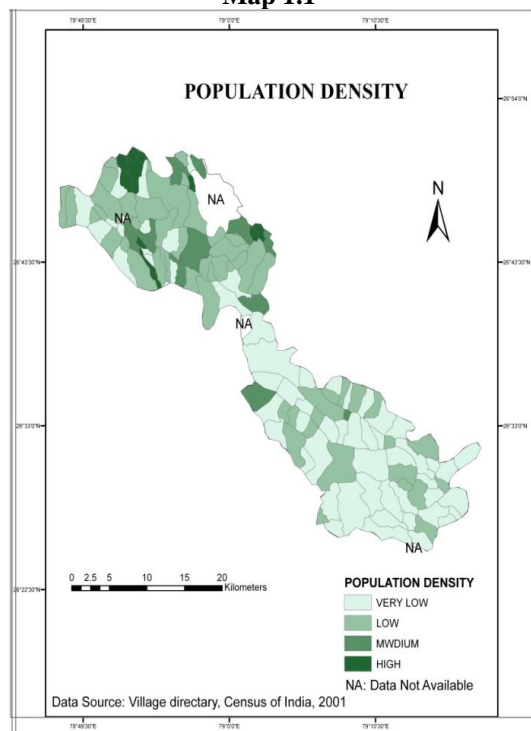 Map 1.1
78°49'30"E 79°0'0"E 79°10'30"E
POPULATION DENSITY
26°54'0"N
N
NA
NA
26°43'30"N 26°43'30"N
NA
26°33'0"N 26°33'0"N
NA
0 2.5 5 10 15 20
Kilometers
26°22'30"N 26°22'30"N
POPULATION DENSITY
VERY LOW
LOW
MWDIUM
HIGH
NA: Data Not Available
Data Source: Village directary, Census of India, 2001
78°49'30"E 79°0'0"E 79°10'30"E